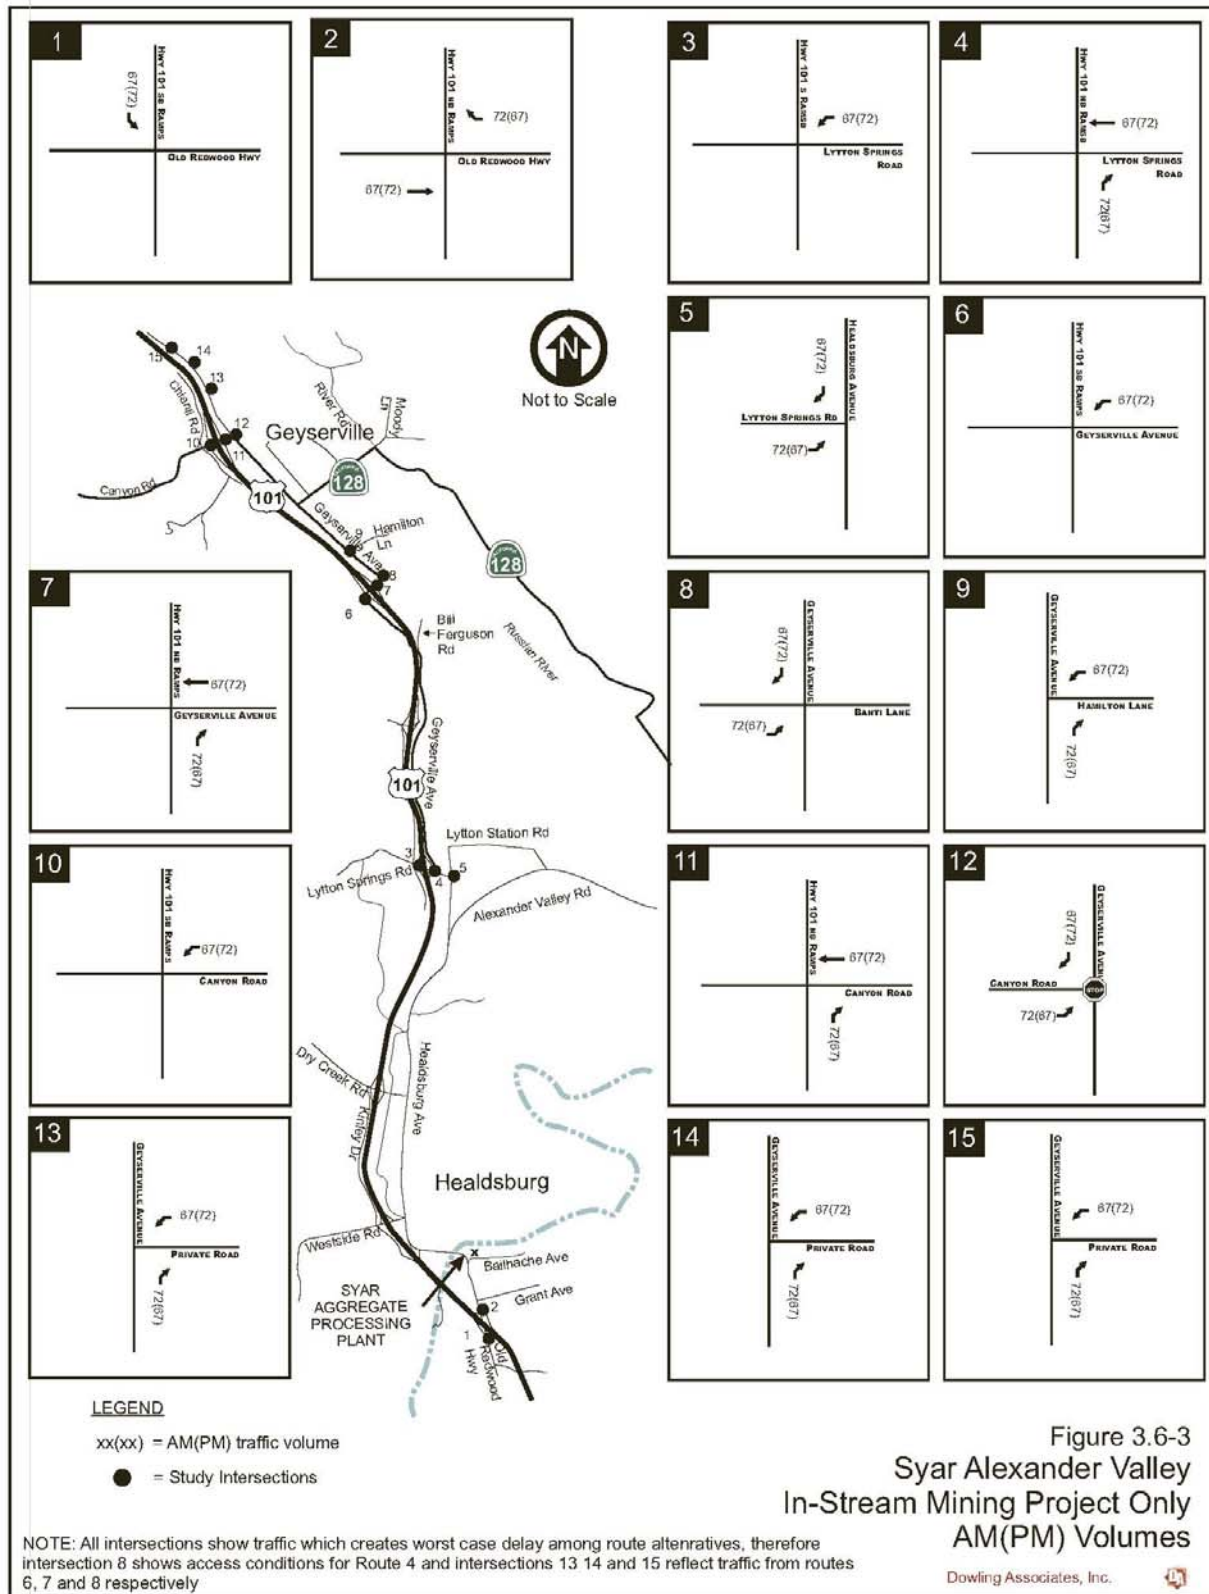 1
67(72)
HWY 101 SB RAMPS
OLD REDWOOD HWY
2
HWY 101 NB RAMPS
72(67)
OLD REDWOOD HWY
67(72)
3
HWY 101 S RAMSB
67(72)
LYTTON SPRINGS
ROAD
4
HWY 101 NB RAMSB
67(72)
LYTTON SPRINGS
ROAD
72(67)
5
67(72)
HEALDSBURG AVENUE
LYTTON SPRINGS RD
72(67)
6
HWY 101 SB RAMPS
67(72)
GEYSERVILLE AVENUE
7
HWY 101 NB RAMPS
67(72)
GEYSERVILLE AVENUE
72(67)
8
67(72)
GEYSERVILLE AVENUE
BANTI LANE
72(67)
9
GEYSERVILLE AVENUE
67(72)
HAMILTON LANE
72(67)
10
HWY 101 SB RAMPS
67(72)
CANYON ROAD
11
HWY 101 NB RAMPS
67(72)
CANYON ROAD
72(67)
12
67(72)
GEYSERVILLE AVENU
CANYON ROAD
STOP
72(67)
13
GEYSERVILLE AVENUE
67(72)
PRIVATE ROAD
72(67)
14
GEYSERVILLE AVENUE
67(72)
PRIVATE ROAD
72(67)
15
GEYSERVILLE AVENUE
67(72)
PRIVATE ROAD
72(67)
N
Not to Scale
15
14
13
Chianti Rd
12
10
11
Canyon Rd
River Rd
Moody
Ln
Geyserville
128
101
Geyserville Ave
9
Hamilton
Ln
8
7
6
128
Bill
Ferguson
Rd
Russian River
Geyserville Ave
101
Lytton Station Rd
3
4
5
Lytton Springs Rd
Alexander Valley Rd
Dry Creek Rd
Kinley Dr
Healdsburg Ave
Healdsburg
Westside Rd
x
Bailhache Ave
Grant Ave
SYAR
AGGREGATE
PROCESSING
PLANT
2
1
Old
Redwood
Hwy
LEGEND
xx(xx) = AM(PM) traffic volume
= Study Intersections
Figure 3.6-3
Syar Alexander Valley
In-Stream Mining Project Only
AM(PM) Volumes
NOTE: All intersections show traffic which creates worst case delay among route altenratives, therefore
intersection 8 shows access conditions for Route 4 and intersections 13 14 and 15 reflect traffic from routes
6, 7 and 8 respectively
Dowling Associates, Inc.